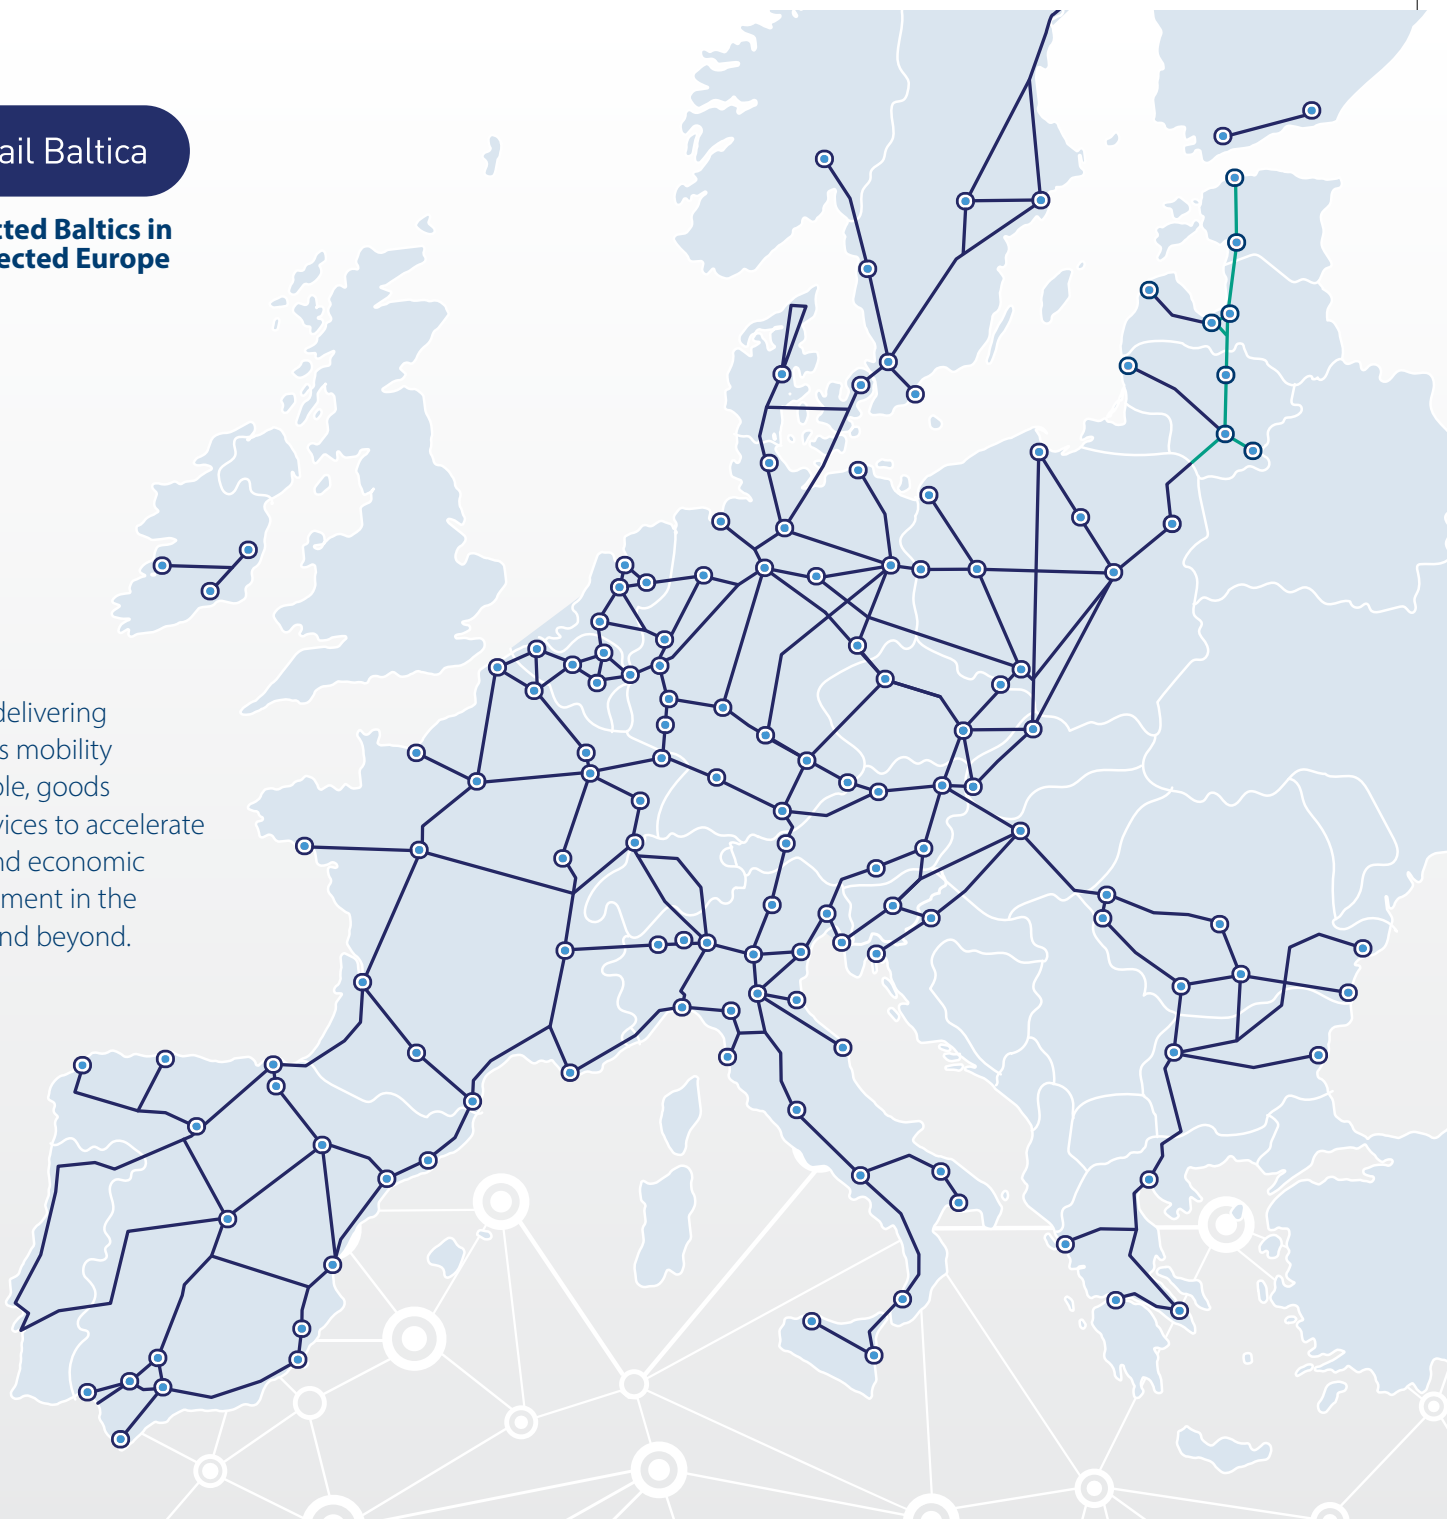 ail Baltica
cted Baltics in
ected Europe
delivering
s mobility
ple, goods
vices to accelerate
nd economic
ment in the
nd beyond.